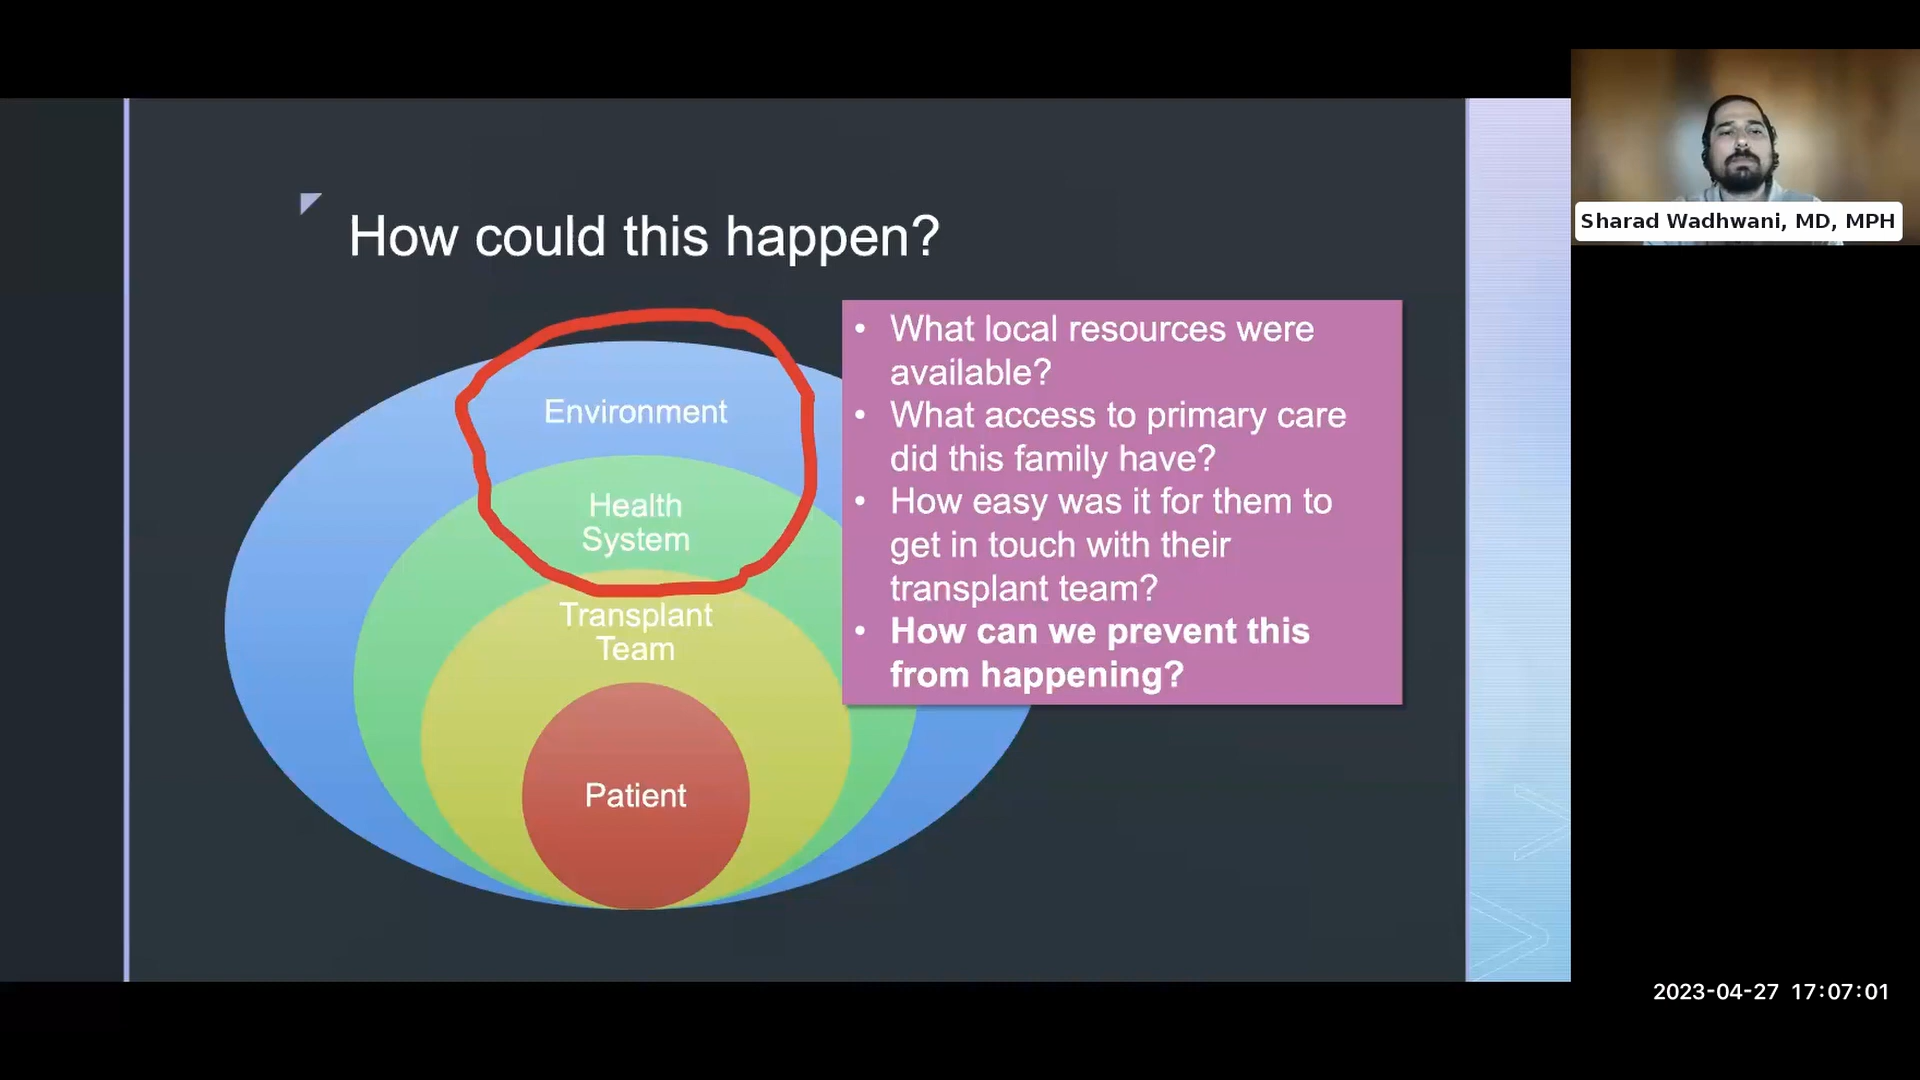 How could this happen?
Environment
Health
System
Transplant
Team
Patient
• What local resources were
available?
• What access to primary care
did this family have?
• How easy was it for them to
get in touch with their
transplant team?
• How can we prevent this
from happening?
Sharad Wadhwani, MD, MPH
2023-04-27 17:07:01